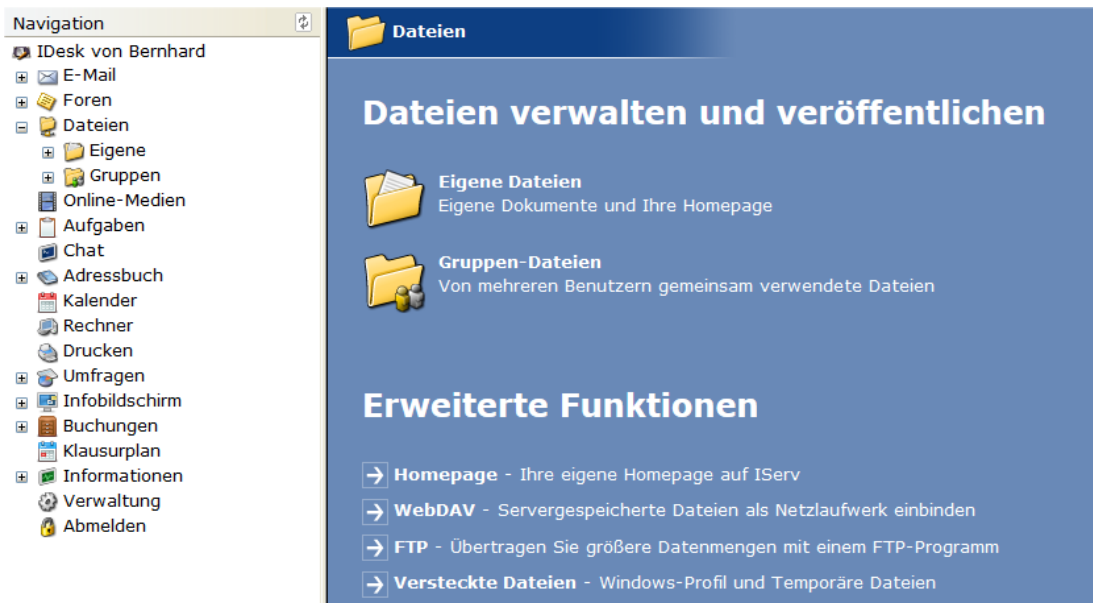 Navigation
IDesk von Bernhard
E-Mail
Foren
Dateien
Eigene
Gruppen
Online-Medien
Aufgaben
Chat
Adressbuch
Kalender
Rechner
Drucken
Umfragen
Infobildschirm
Buchungen
Klausurplan
Informationen
Verwaltung
Abmelden
Dateien
Dateien verwalten und veröffentlichen
Eigene Dateien
Eigene Dokumente und Ihre Homepage
Gruppen-Dateien
Von mehreren Benutzern gemeinsam verwendete Dateien
Erweiterte Funktionen
Homepage - Ihre eigene Homepage auf IServ
WebDAV - Servergespeicherte Dateien als Netzlaufwerk einbinden
FTP - Übertragen Sie größere Datenmengen mit einem FTP-Programm
Versteckte Dateien - Windows-Profil und Temporäre Dateien